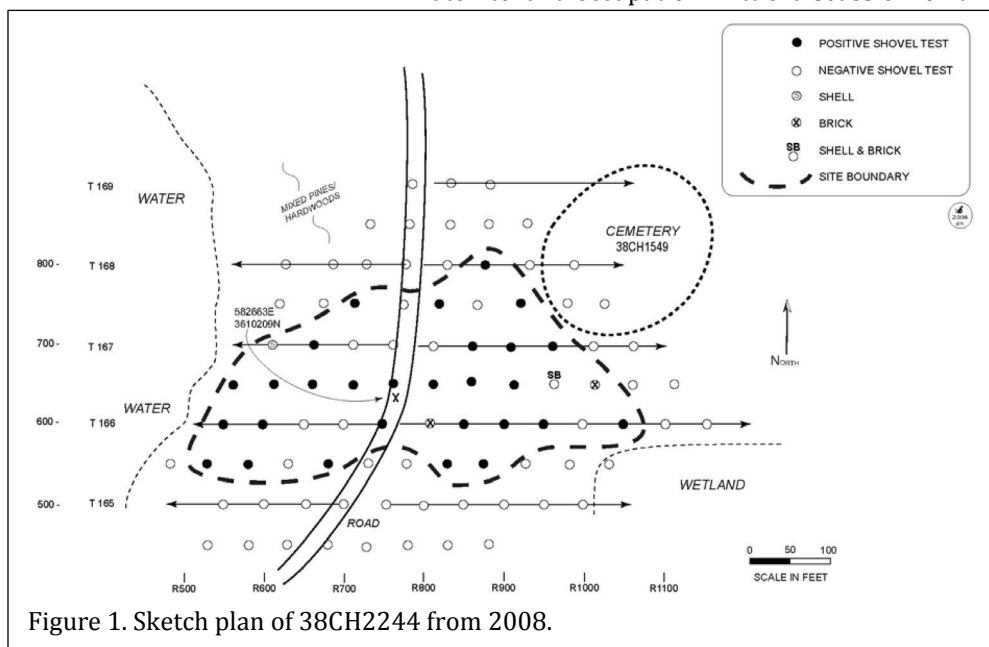 POSITIVE SHOVEL TEST
NEGATIVE SHOVEL TEST
S SHELL
X BRICK
SB SHELL & BRICK
SITE BOUNDARY
2008
T 169
WATER
MIXED PINES/
HARDWOODS
CEMETERY
38CH1549
800 - T 168
582663E
3610209N
NORTH
700 - T 167
S
SB
X
X
WATER
600 - T 166
X
WETLAND
500 - T 165
ROAD
R500 R600 R700 R800 R900 R1000 R1100
0 50 100
SCALE IN FEET
Figure 1. Sketch plan of 38CH2244 from 2008.